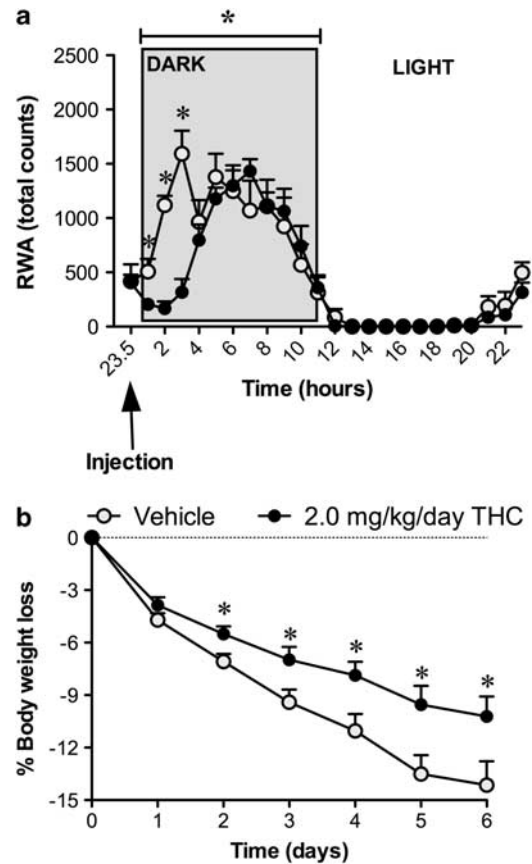 a
*
2500
DARK
LIGHT
2000
*
1500
*
1000
*
500
0
RWA (total counts)
23.5 2 4 6 8 10 12 14 16 18 20 22
Time (hours)
Injection
b
Vehicle 2.0 mg/kg/day THC
0
-3
-6
-9
-12
-15
* * * * *
% Body weight loss
0 1 2 3 4 5 6
Time (days)